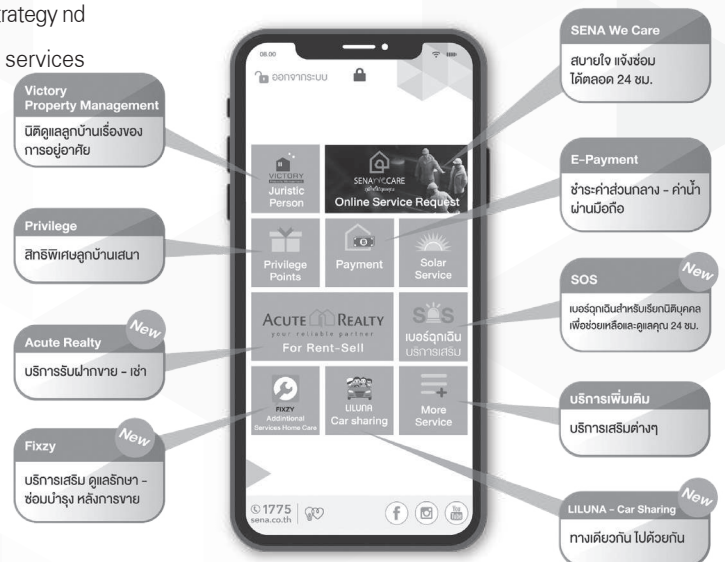 trategy nd
services
Victory
Property Management
นิติดูแลลูกบ้านเรื่องของ
การอยู่อาศัย
Privilege
สิทธิพิเศษลูกบ้านเสนา
New
Acute Realty
บริการรับฝากขาย - เช่า
New
Fixzy
บริการเสริม ดูแลรักษา -
ซ่อมบำรุง หลังการขาย
08.00
ออกจากระบบ
VICTORY
Juristic
Person
SENA WE CARE
Online Service Request
Privilege
Points
Payment
Solar
Service
ACUTE REALTY
your reliable partner
For Rent-Sell
SOS
เบอร์ฉุกเฉิน
บริการเสริม
FIXZY
Addintional
Services Home Care
LILUNA
Car sharing
More
Service
1775
sena.co.th
f
You
Tube
SENA We Care
สบายใจ แจ้งซ่อม
ได้ตลอด 24 ชม.
E-Payment
ชำระค่าส่วนกลาง - ค่าน้ำ
ผ่านมือถือ
New
SOS
เบอร์ฉุกเฉินสำหรับเรียกนิติบุคคล
เพื่อช่วยเหลือและดูแลคุณ 24 ชม.
บริการเพิ่มเติม
บริการเสริมต่างๆ
New
LILUNA - Car Sharing
ทางเดียวกัน ไปด้วยกัน